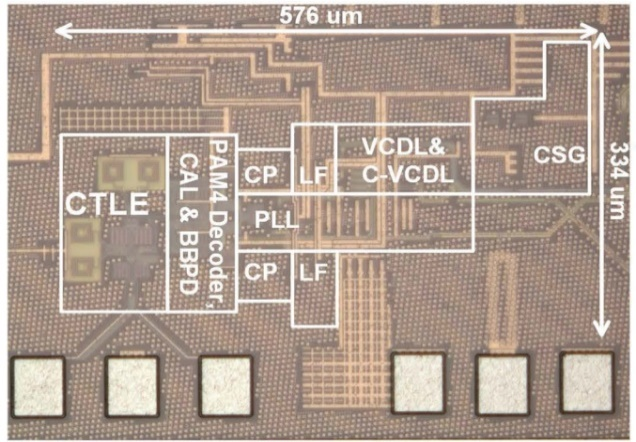 576 um
334 um
CTLE
PAM4 Decoder,
CAL & BBPD
CP
LF
VCDL&
C-VCDL
CSG
PLL
CP
LF